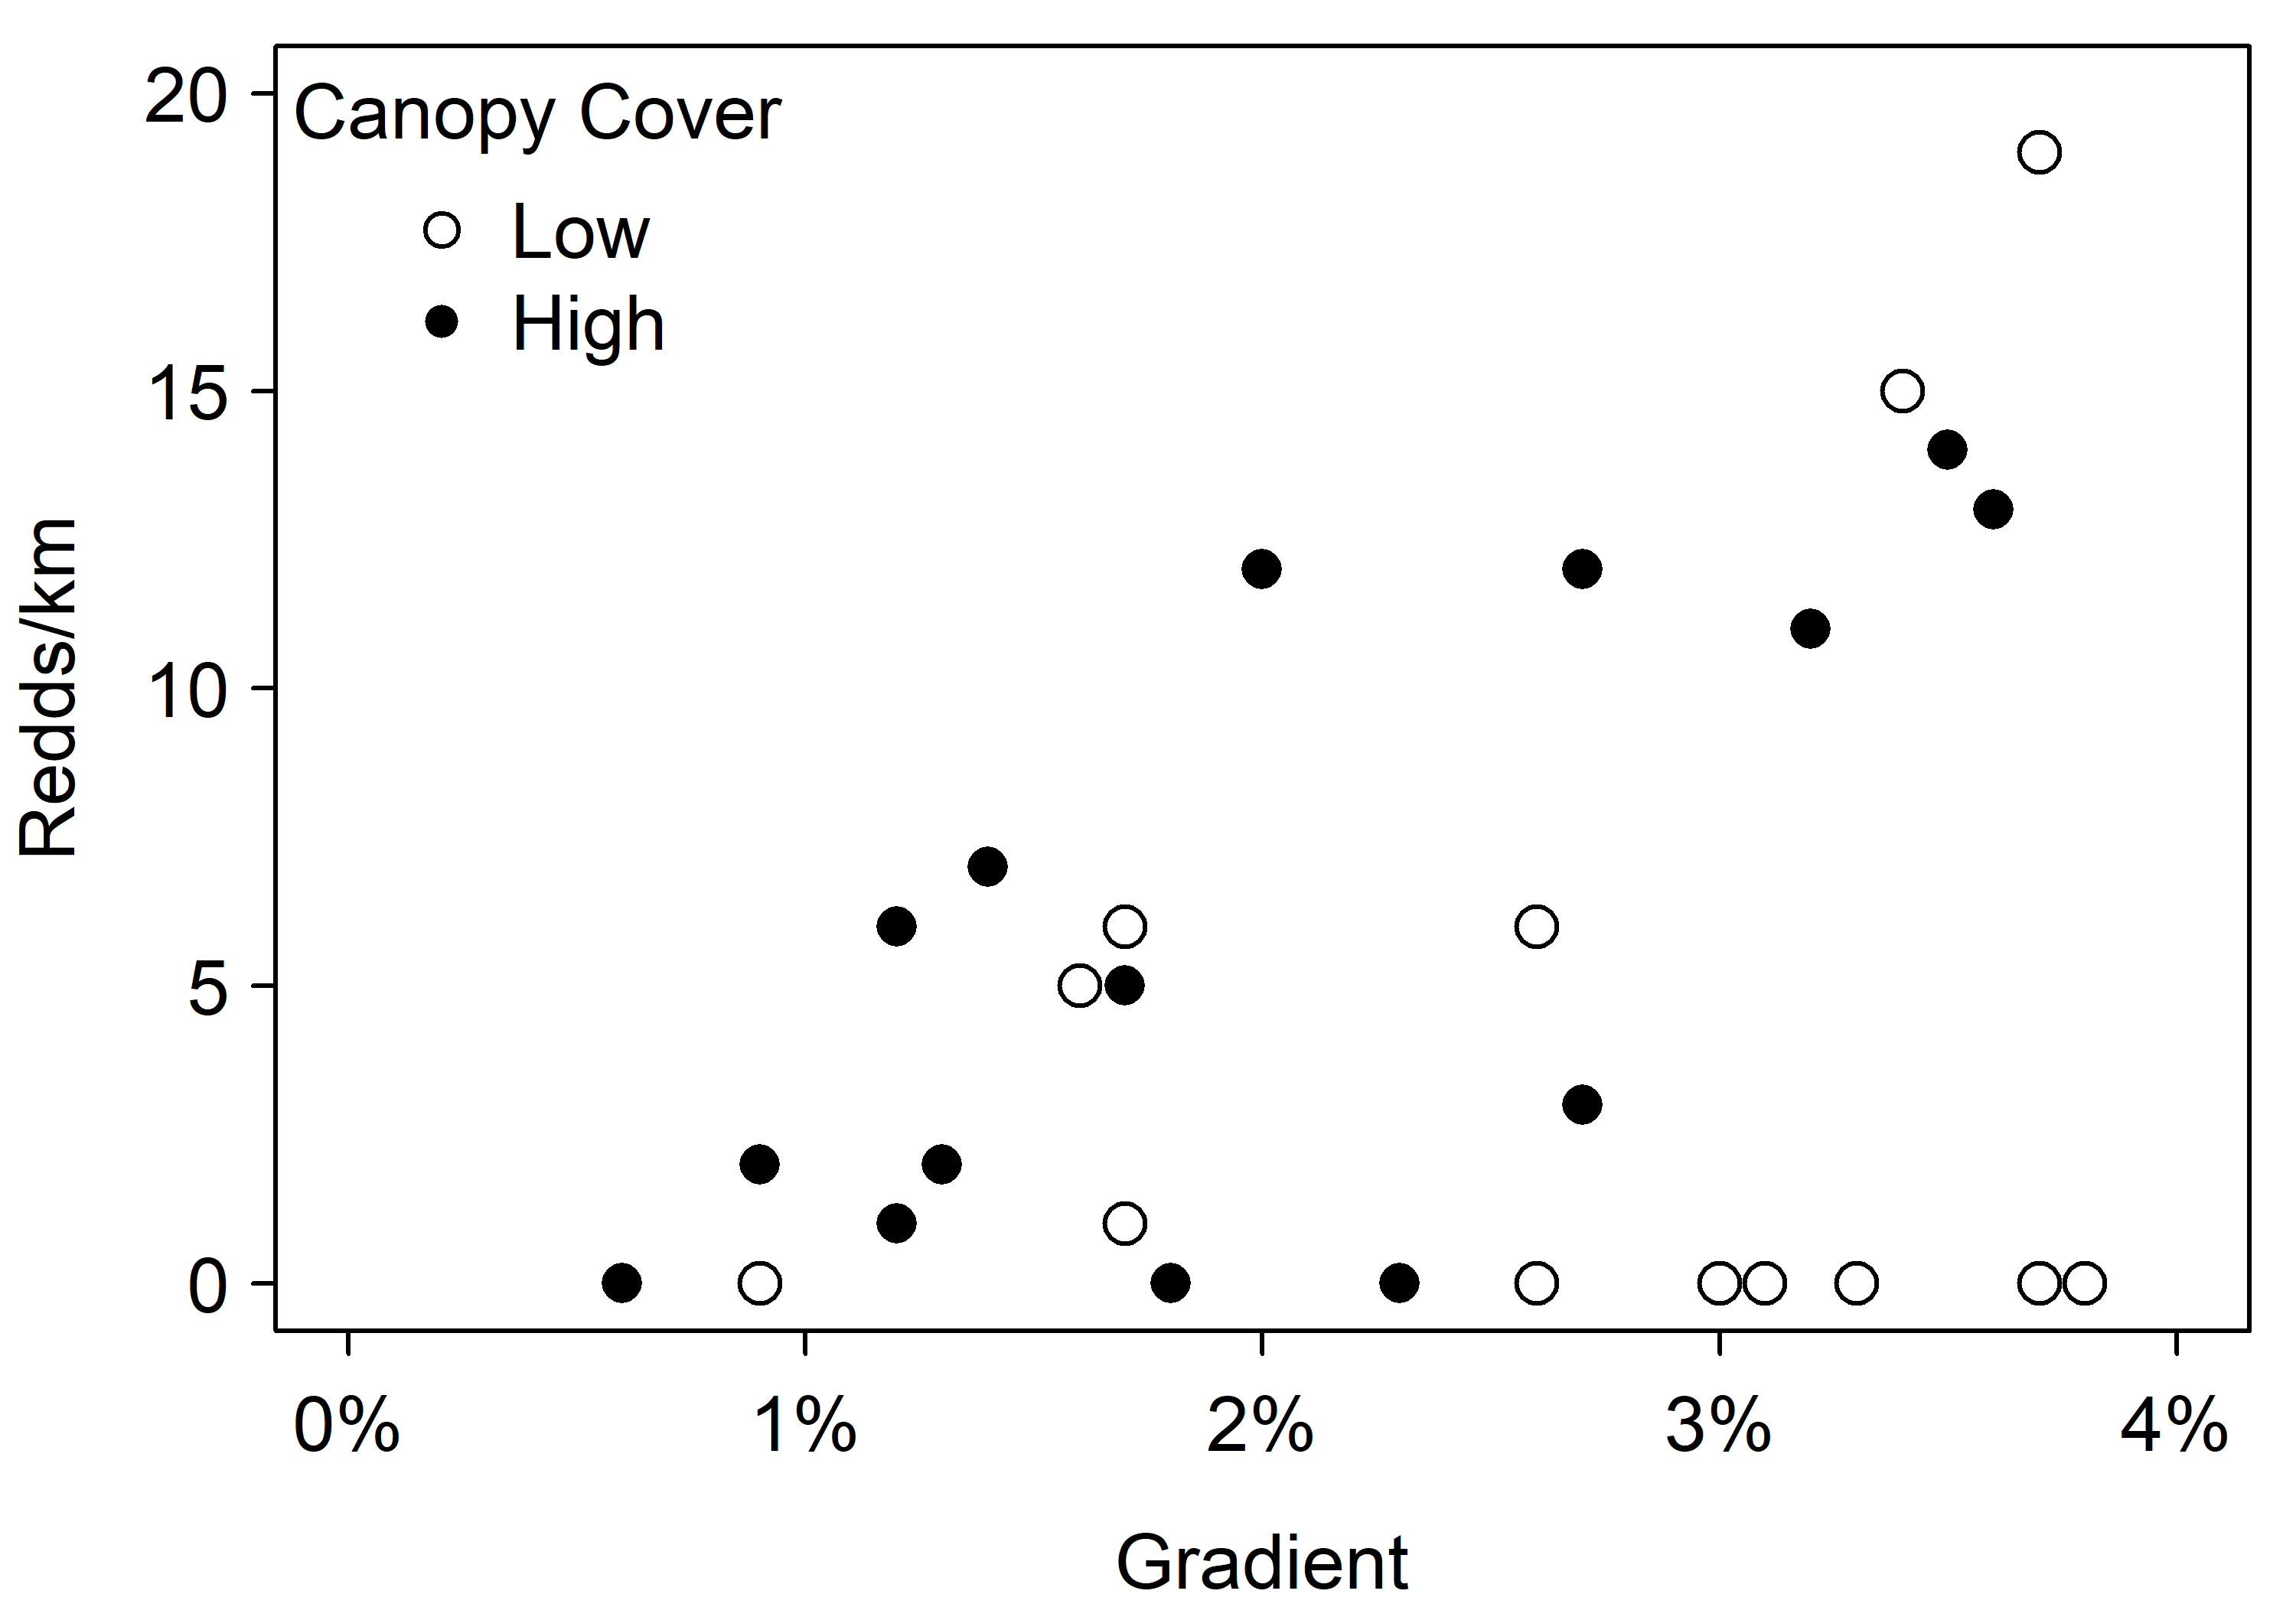 20
15
10
5
0
Redds/km
Canopy Cover
Low
High
0% 1% 2% 3% 4%
Gradient